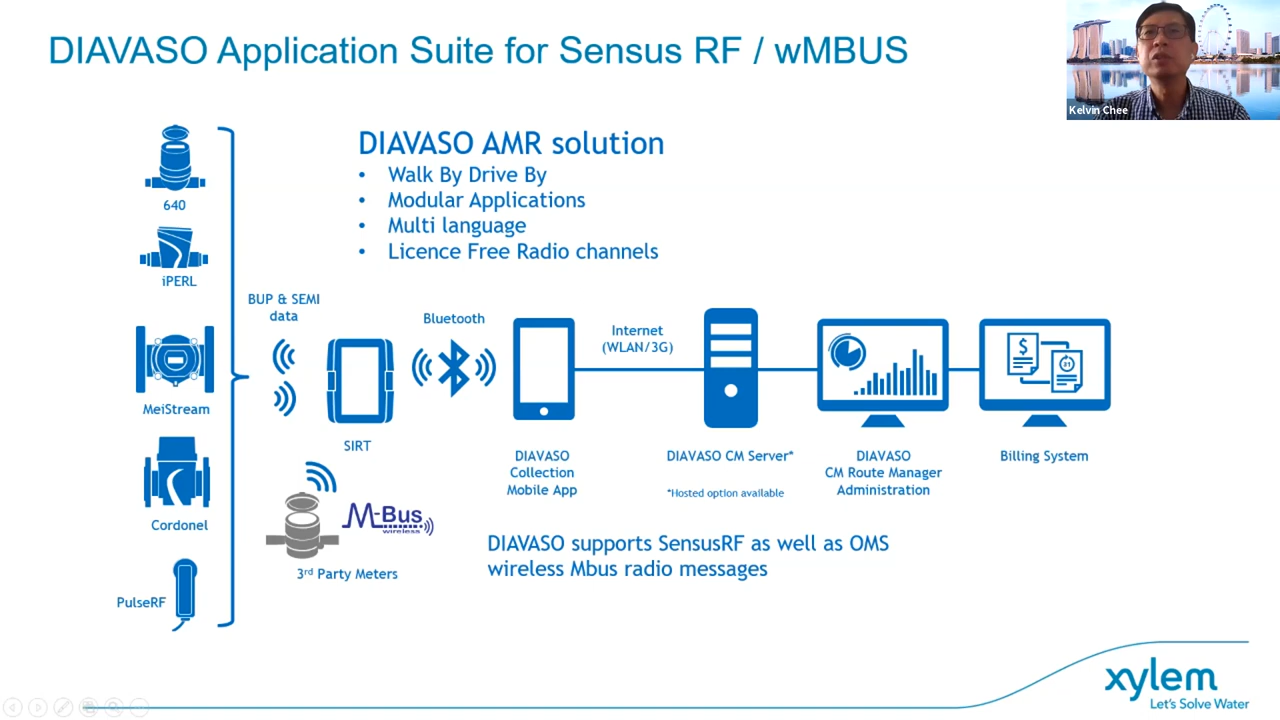 DIAVASO Application Suite for Sensus RF / wMBUS
Kelvin Chee
DIAVASO AMR solution
• Walk By Drive By
• Modular Applications
• Multi language
• Licence Free Radio channels
640
iPERL
MeiStream
Cordonel
PulseRF
BUP & SEMI
data
SIRT
Bluetooth
Internet
(WLAN/3G)
DIAVASO
Collection
Mobile App
DIAVASO CM Server*
*Hosted option available
DIAVASO
CM Route Manager
Administration
$
31
Billing System
M-Bus
wireless
3rd Party Meters
DIAVASO supports SensusRF as well as OMS
wireless Mbus radio messages
xylem
Let's Solve Water